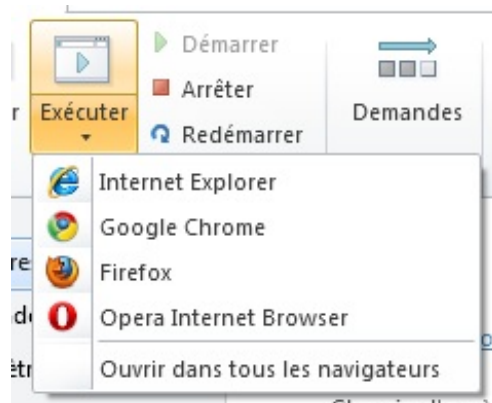 Démarrer
Arrêter
Exécuter
Redémarrer
Demandes
Internet Explorer
Google Chrome
Firefox
Opera Internet Browser
Ouvrir dans tous les navigateurs